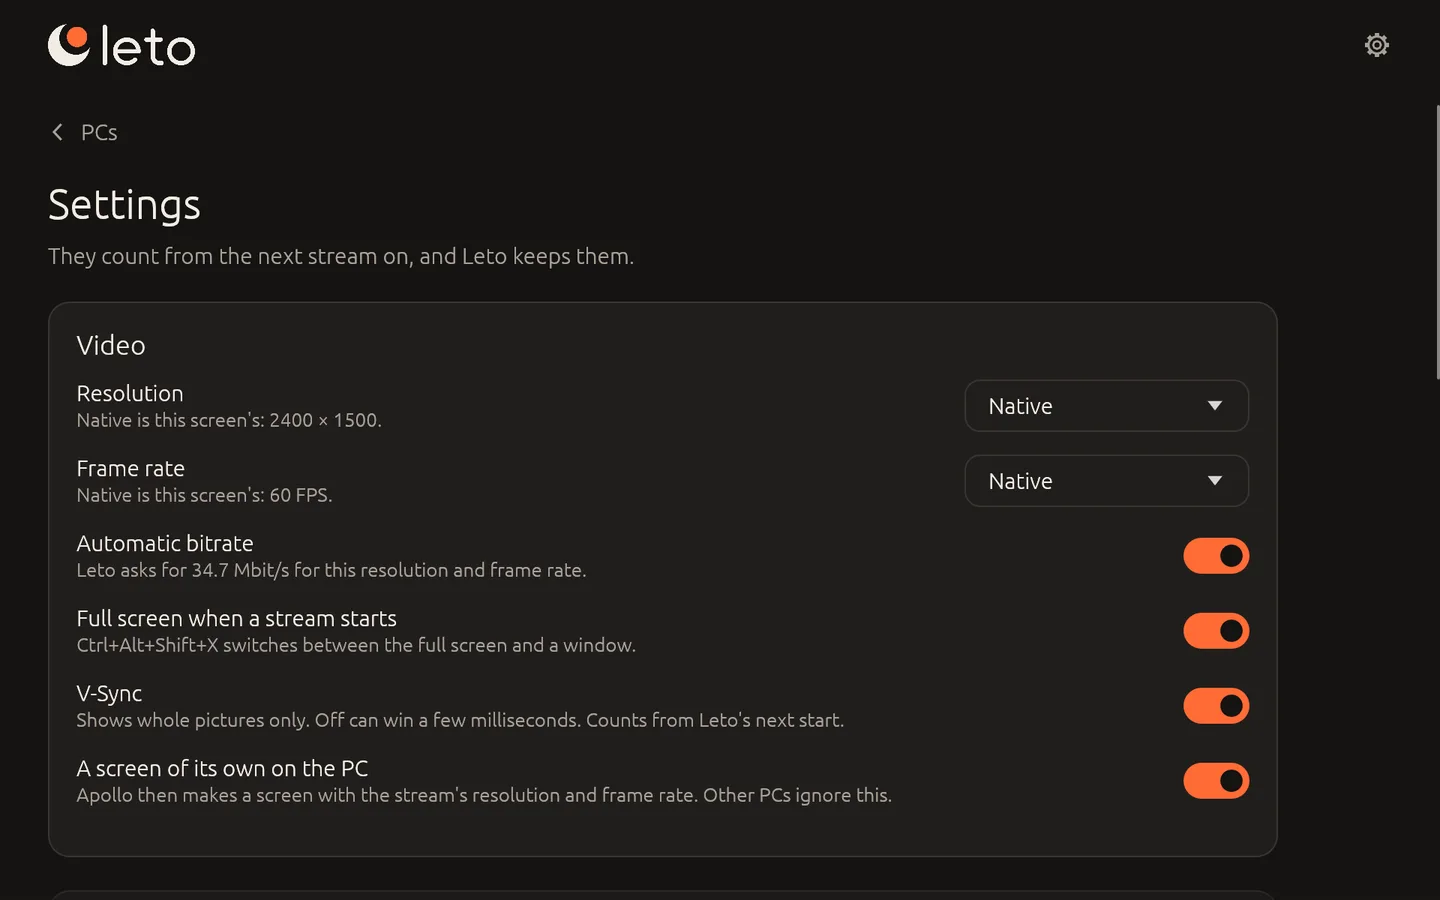 leto
PCs
Settings
They count from the next stream on, and Leto keeps them.
Video
Resolution
Native is this screen's: 2400 × 1500.
Native
Frame rate
Native is this screen's: 60 FPS.
Native
Automatic bitrate
Leto asks for 34.7 Mbit/s for this resolution and frame rate.
Full screen when a stream starts
Ctrl+Alt+Shift+X switches between the full screen and a window.
V-Sync
Shows whole pictures only. Off can win a few milliseconds. Counts from Leto's next start.
A screen of its own on the PC
Apollo then makes a screen with the stream's resolution and frame rate. Other PCs ignore this.